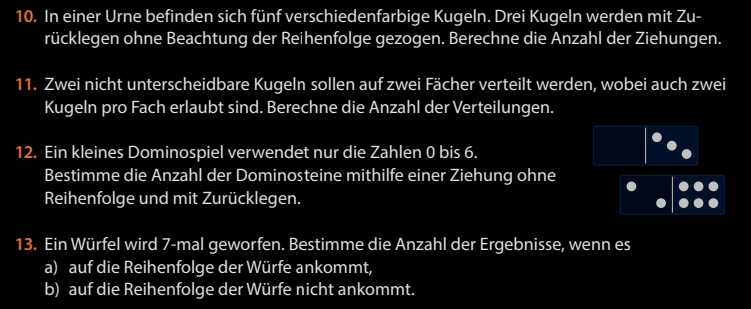 10. In einer Urne befinden sich fünf verschiedenfarbige Kugeln. Drei Kugeln werden mit Zu-
rücklegen ohne Beachtung der Reihenfolge gezogen. Berechne die Anzahl der Ziehungen.
11. Zwei nicht unterscheidbare Kugeln sollen auf zwei Fächer verteilt werden, wobei auch zwei
Kugeln pro Fach erlaubt sind. Berechne die Anzahl der Verteilungen.
12. Ein kleines Dominospiel verwendet nur die Zahlen 0 bis 6.
Bestimme die Anzahl der Dominosteine mithilfe einer Ziehung ohne
Reihenfolge und mit Zurücklegen.
13. Ein Würfel wird 7-mal geworfen. Bestimme die Anzahl der Ergebnisse, wenn es
a) auf die Reihenfolge der Würfe ankommt,
b) auf die Reihenfolge der Würfe nicht ankommt.